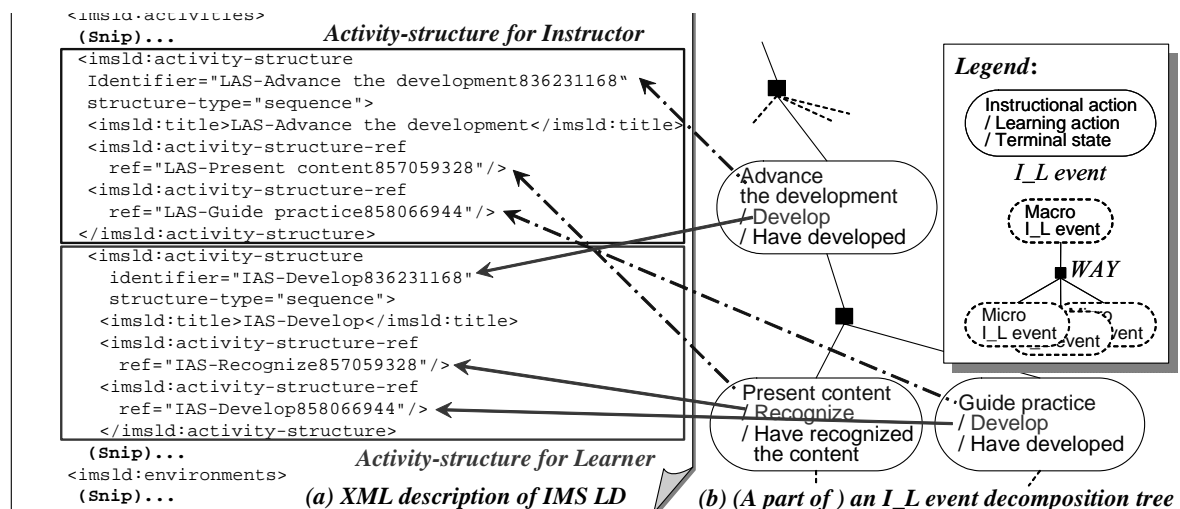 <imsld:activities>
(Snip)...
Activity-structure for Instructor
<imsld:activity-structure
Identifier="LAS-Advance the development836231168"
structure-type="sequence">
<imsld:title>LAS-Advance the development</imsld:title>
<imsld:activity-structure-ref
ref="LAS-Present content857059328"/>
<imsld:activity-structure-ref
ref="LAS-Guide practice858066944"/>
</imsld:activity-structure>
<imsld:activity-structure
identifier="IAS-Develop836231168"
structure-type="sequence">
<imsld:title>IAS-Develop</imsld:title>
<imsld:activity-structure-ref
ref="IAS-Recognize857059328"/>
<imsld:activity-structure-ref
ref="IAS-Develop858066944"/>
</imsld:activity-structure>
(Snip)...
Activity-structure for Learner
<imsld:environments>
(Snip)...
(a) XML description of IMS LD
Advance
the development
/ Develop
/ Have developed
Present content
/ Recognize
/ Have recognized
the content
Guide practice
/ Develop
/ Have developed
(b) (A part of ) an I_L event decomposition tree
Legend:
Instructional action
/ Learning action
/ Terminal state
I_L event
Macro
I_L event
WAY
Micro
I_L event